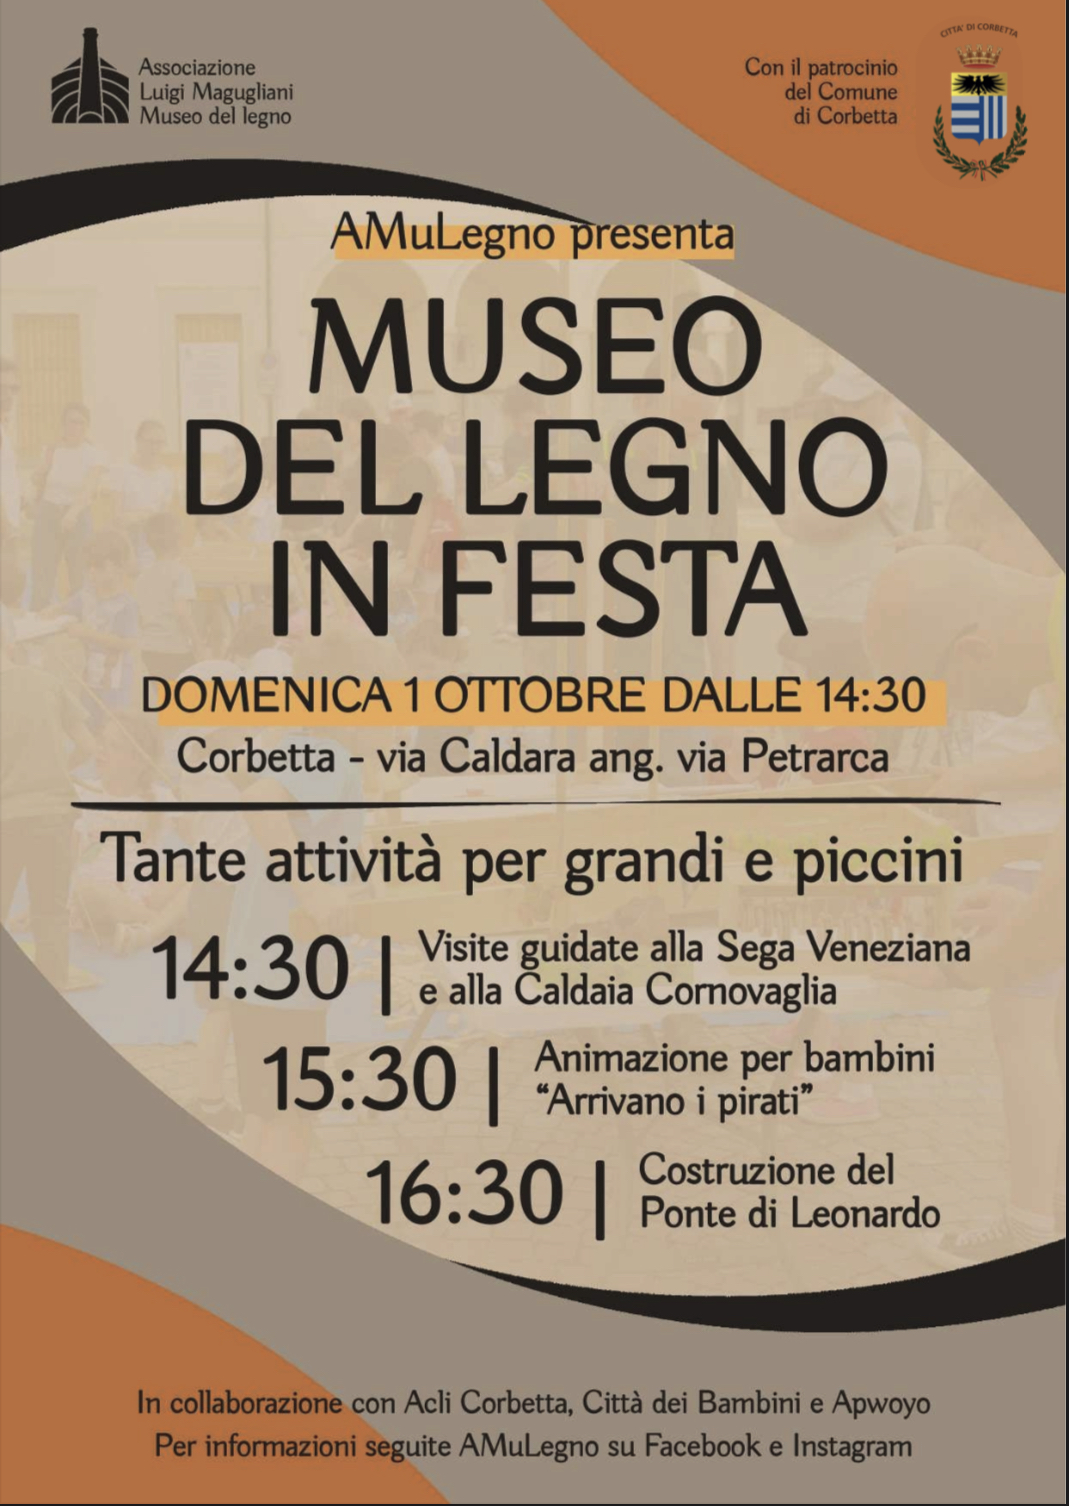 Associazione
Luigi Magugliani
Museo del legno
Con il patrocinio
del Comune
di Corbetta
CITTA' DI CORBETTA
AMuLegno presenta
MUSEO
DEL LEGNO
IN FESTA
DOMENICA 1 OTTOBRE DALLE 14:30
Corbetta - via Caldara ang. via Petrarca
Tante attività per grandi e piccini
14:30 | Visite guidate alla Sega Veneziana
e alla Caldaia Cornovaglia
15:30 | Animazione per bambini
“Arrivano i pirati”
16:30 | Costruzione del
Ponte di Leonardo
In collaborazione con Acli Corbetta, Città dei Bambini e Apwoyo
Per informazioni seguite AMuLegno su Facebook e Instagram